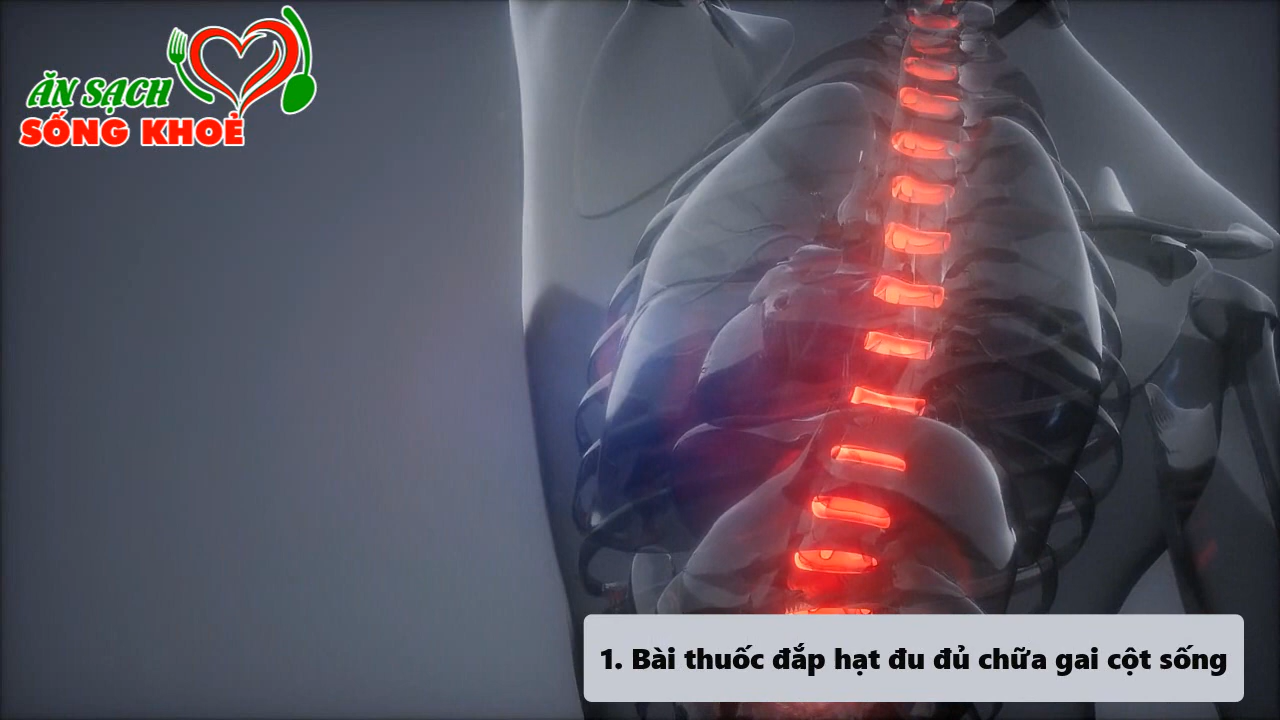 ĂN SẠCH
SỐNG KHOẺ
1. Bài thuốc đắp hạt đu đủ chữa gai cột sống